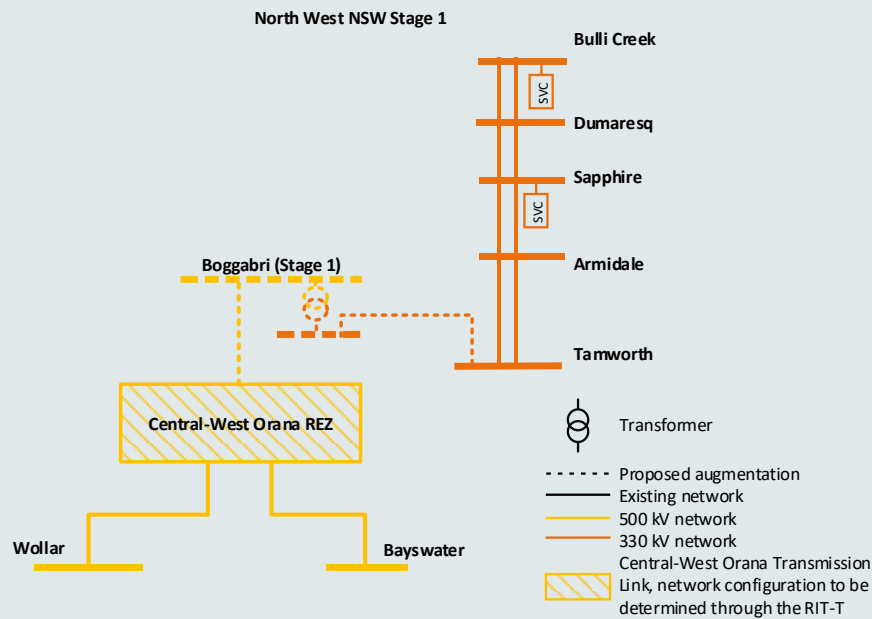 North West NSW Stage 1
Bulli Creek
SVC
Dumaresq
Sapphire
SVC
Armidale
Boggabri (Stage 1)
Tamworth
Central-West Orana REZ
Wollar
Bayswater
Transformer
Proposed augmentation
Existing network
500 kV network
330 kV network
Central-West Orana Transmission
Link, network configuration to be
determined through the RIT-T